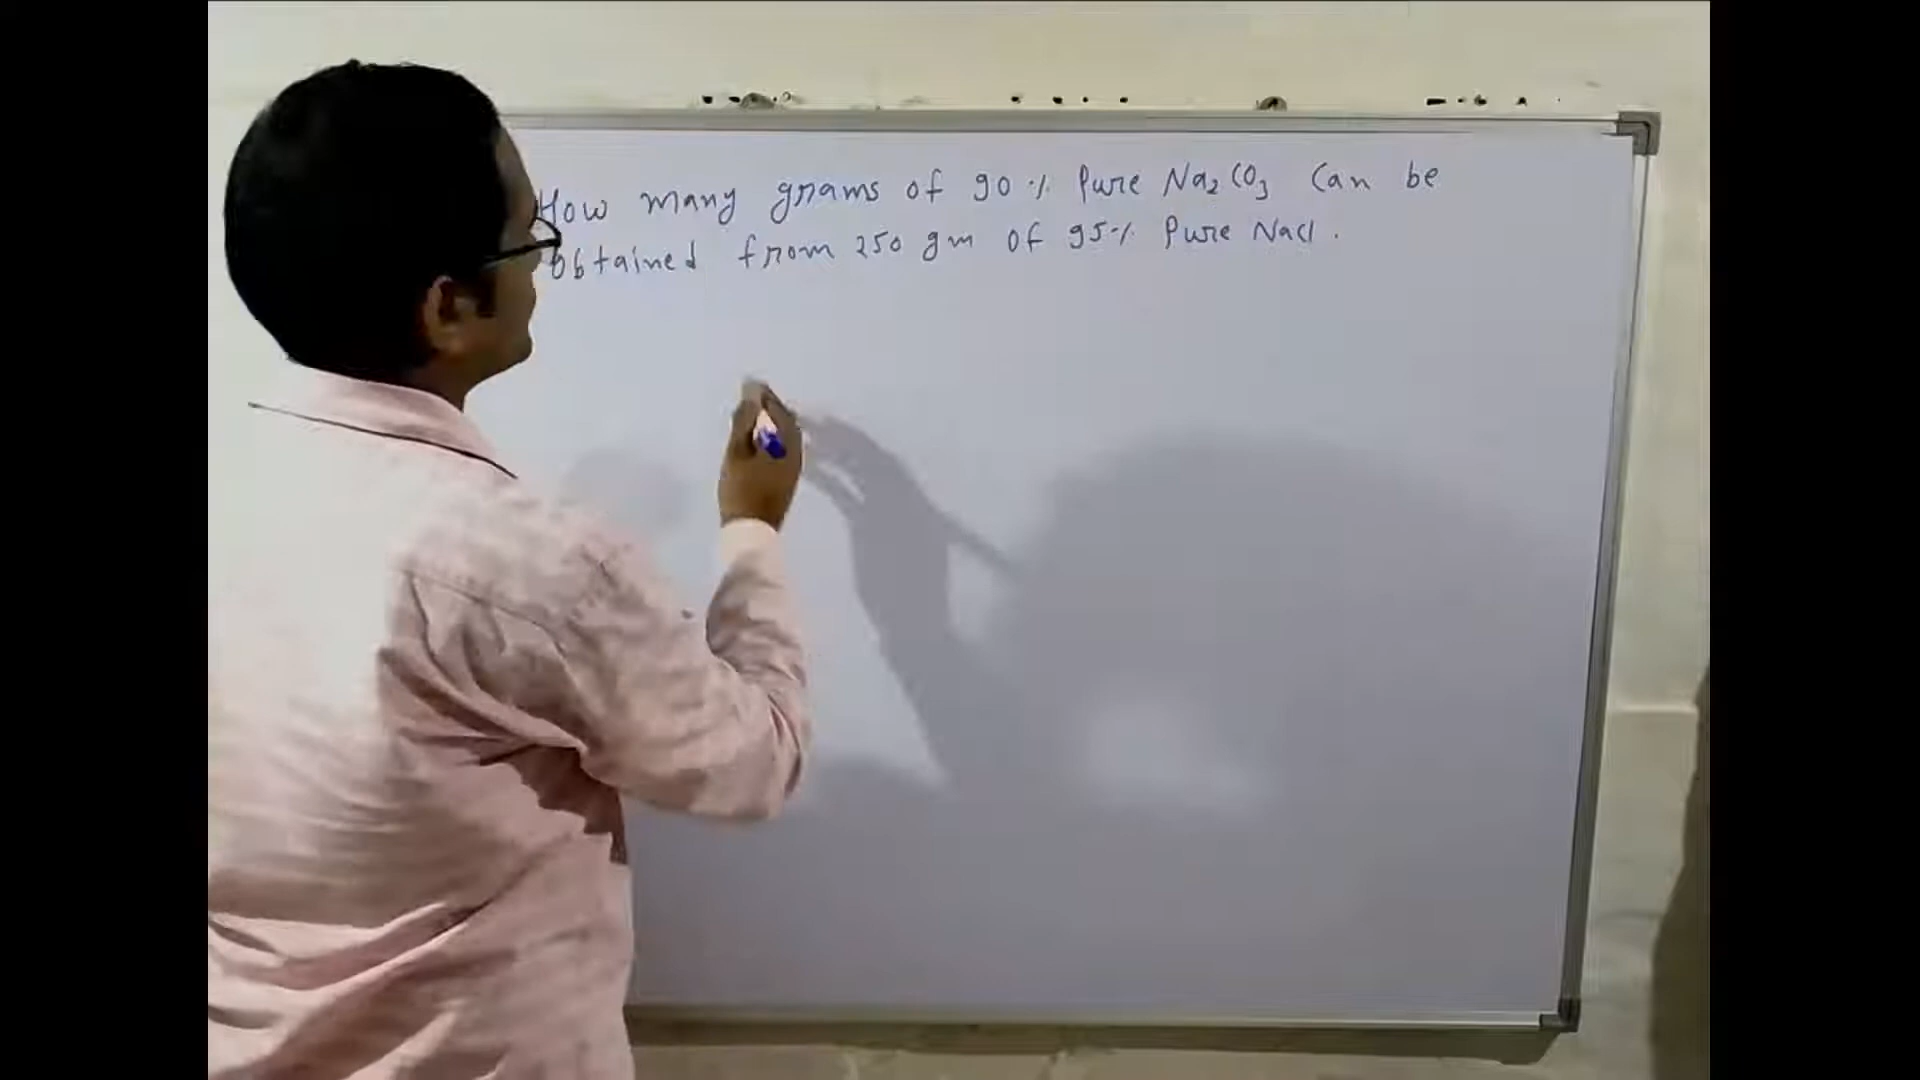 How many grams of 90% Pure Na₂CO₃ Can be
obtained from 250 gm of 95% Pure NaCl.